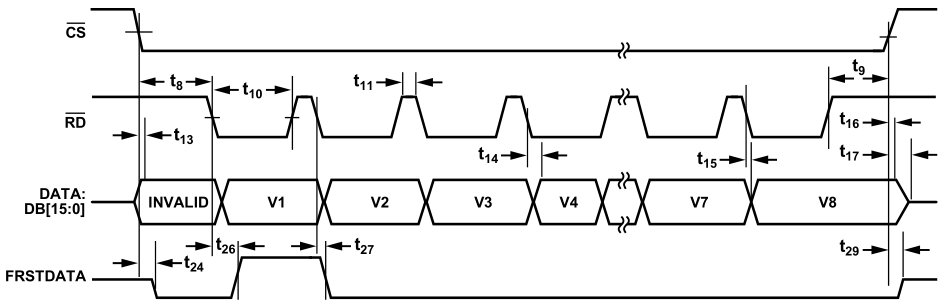 CS
t8
t10
t11
t9
RD
t13
t14
t15
t16
t17
DATA:
DB[15:0]
INVALID
V1
V2
V3
V4
V7
V8
t24
t26
t27
t29
FRSTDATA